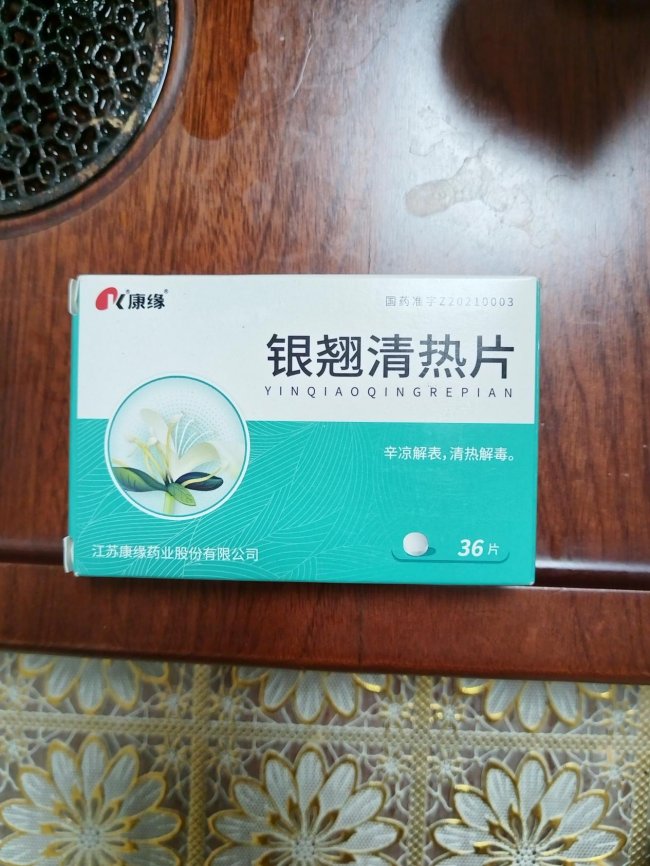 康缘
国药准字Z20210003
银翘清热片
YINQIAOQINGREPIAN
辛凉解表，清热解毒。
江苏康缘药业股份有限公司
36片